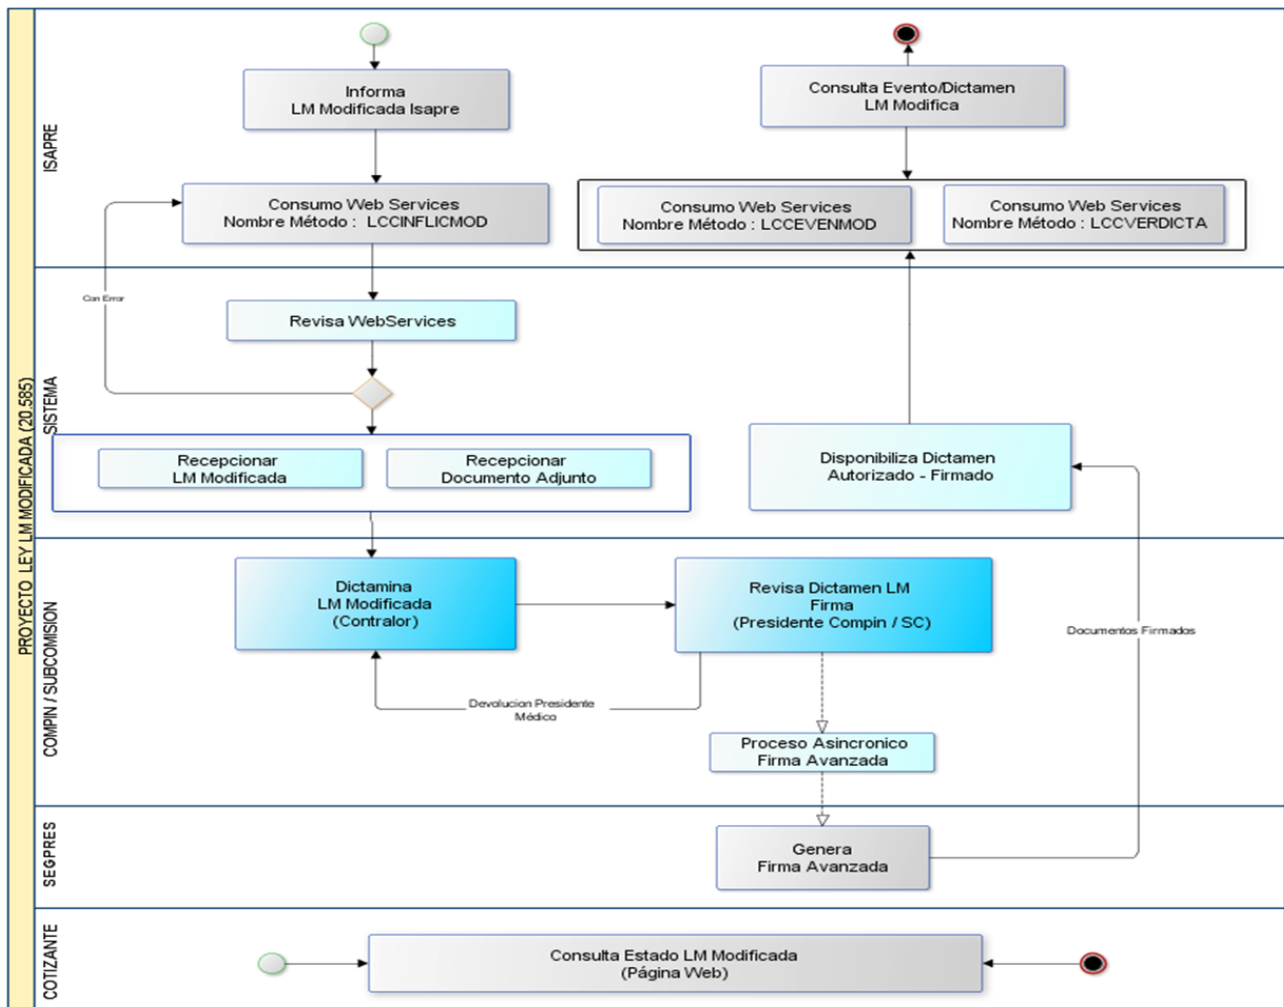 PROYECTO LEY LM MODIFICADA (20.585)
ISAPRE
Informa
LM Modificada Isapre
Consulta Evento/Dictamen
LM Modifica
Consumo Web Services
Nombre Método : LCCINFLICMOD
Consumo Web Services
Nombre Método : LCCEVENMOD
Consumo Web Services
Nombre Método : LCCVERDICTA
SISTEMA
Con Error
Revisa WebServices
Recepcionar
LM Modificada
Recepcionar
Documento Adjunto
Disponibiliza Dictamen
Autorizado - Firmado
COMPIN / SUBCOMISION
Dictamina
LM Modificada
(Contralor)
Revisa Dictamen LM
Firma
(Presidente Compin / SC)
Documentos Firmados
Devolucion Presidente
Médico
Proceso Asincronico
Firma Avanzada
SEGPRES
Genera
Firma Avanzada
COTIZANTE
Consulta Estado LM Modificada
(Página Web)